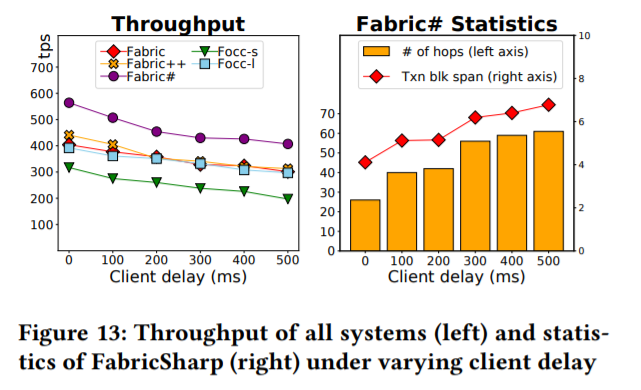 Throughput
tps
Fabric
Fabric++
Fabric#
Focc-s
Focc-l
700
600
500
400
300
200
100
0 100 200 300 400 500
Client delay (ms)
Fabric# Statistics
# of hops (left axis)
Txn blk span (right axis)
70
60
50
40
30
20
10
0
10
8
6
4
2
0
0 100 200 300 400 500
Client delay (ms)
Figure 13: Throughput of all systems (left) and statis-
tics of FabricSharp (right) under varying client delay